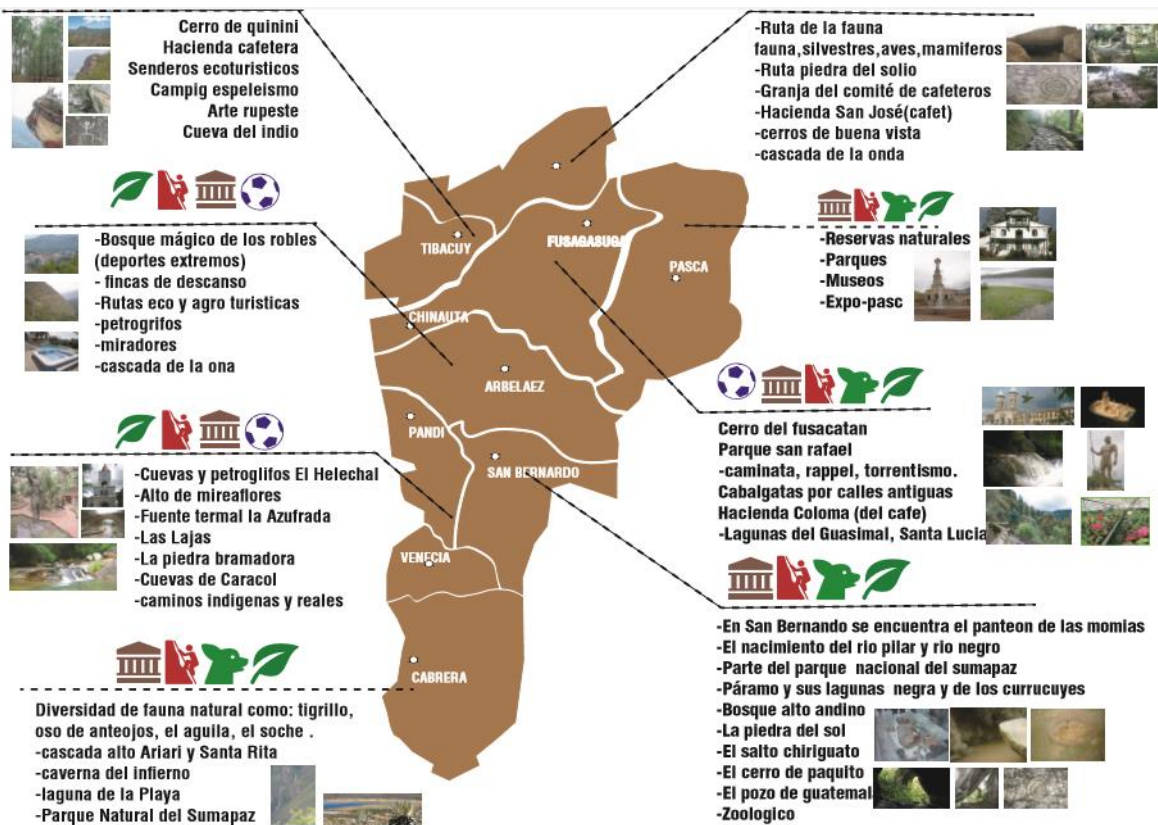 Cerro de quinini
Hacienda cafetera
Senderos ecoturisticos
Campig espeleismo
Arte rupeste
Cueva del indio
-Ruta de la fauna
fauna,silvestres,aves,mamiferos
-Ruta piedra del solio
-Granja del comité de cafeteros
-Hacienda San José(cafet)
-cerros de buena vista
-cascada de la onda
-Bosque mágico de los robles
(deportes extremos)
- fincas de descanso
-Rutas eco y agro turisticas
-petrogrifos
-miradores
-cascada de la ona
-Reservas naturales
-Parques
-Museos
-Expo-pasc
TIBACUY
FUSAGASUGA
PASCA
CHINAUTA
ARBELAEZ
PANDI
SAN BERNARDO
VENECIA
CABRERA
-Cuevas y petroglifos El Helechal
-Alto de mireaflores
-Fuente termal la Azufrada
-Las Lajas
-La piedra bramadora
-Cuevas de Caracol
-caminos indigenas y reales
Cerro del fusacatan
Parque san rafael
-caminata, rappel, torrentismo.
Cabalgatas por calles antiguas
Hacienda Coloma (del cafe)
-Lagunas del Guasimal, Santa Lucia
Diversidad de fauna natural como: tigrillo,
oso de anteojos, el aguila, el soche .
-cascada alto Ariari y Santa Rita
-caverna del infierno
-laguna de la Playa
-Parque Natural del Sumapaz
-En San Bernando se encuentra el panteon de las momias
-El nacimiento del rio pilar y rio negro
-Parte del parque nacional del sumapaz
-Páramo y sus lagunas negra y de los currucuyes
-Bosque alto andino
-La piedra del sol
-El salto chiriguato
-El cerro de paquito
-El pozo de guatemal
-Zoologico